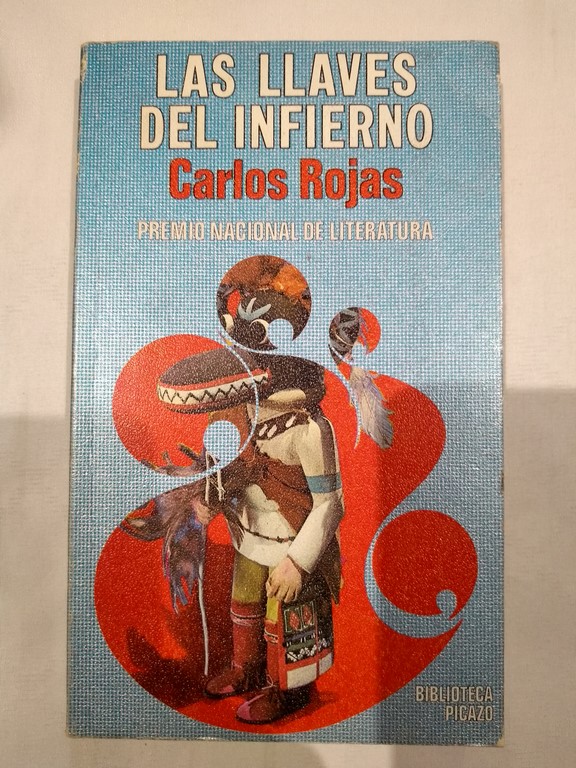 LAS LLAVES
DEL INFIERNO
Carlos Rojas
PREMIO NACIONAL DE LITERATURA
BIBLIOTECA
PICAZO